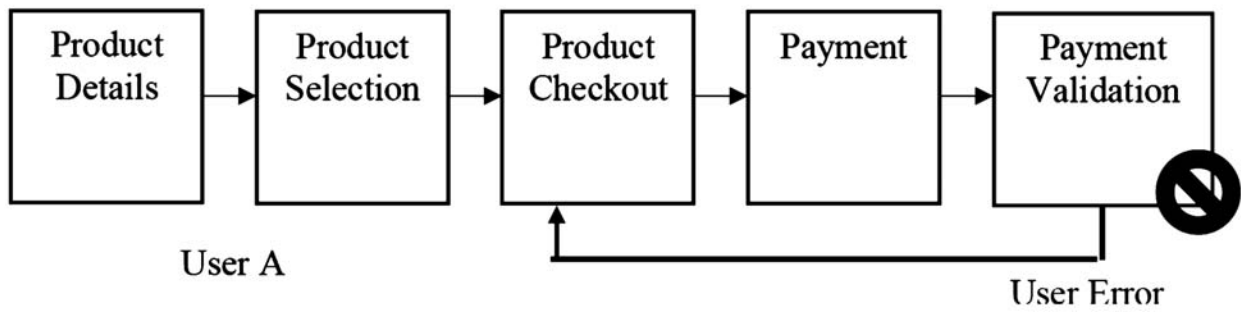 Product
Details
Product
Selection
Product
Checkout
Payment
Payment
Validation
User A
User Error